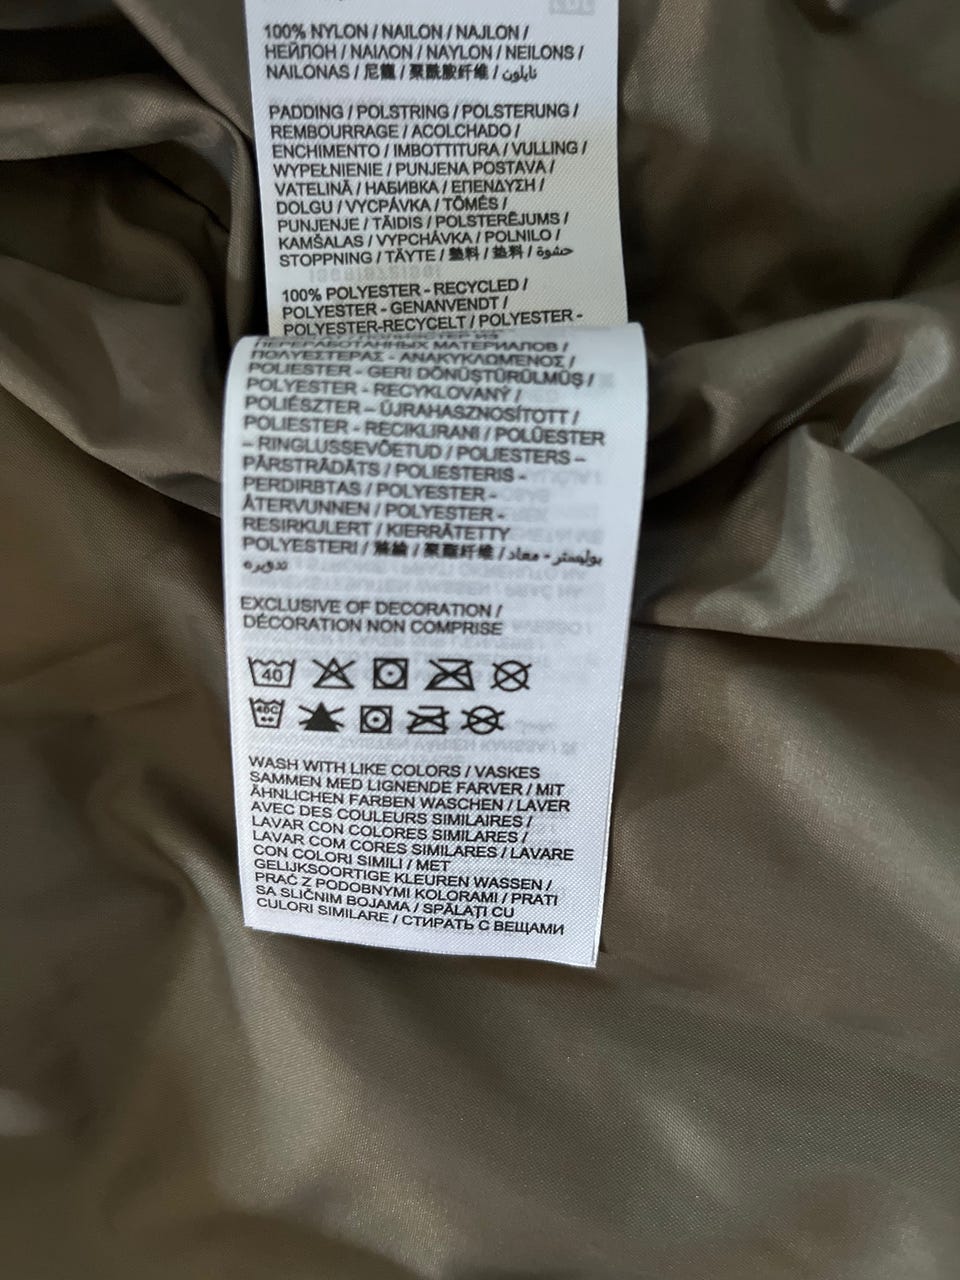 100% NYLON / NAILON / NAJLON /
НЕЙЛОН / ΝΑΙΛΟΝ / NAYLON / NEILONS /
NAILONAS / 尼龍 / 聚酰胺纤维 / نايلون
PADDING / POLSTRING / POLSTERUNG /
REMBOURRAGE / ACOLCHADO /
ENCHIMENTO / IMBOTTITURA / VULLING /
WYPEŁNIENIE / PUNJENA POSTAVA /
VATELINĂ / НАБИВКА / ΕΠΕΝΔΥΣΗ /
DOLGU / VYCPÁVKA / TÖMÉS /
PUNJENJE / TÄIDIS / POLSTERĒJUMS /
KAMŠALAS / VYPCHÁVKA / POLNILO /
STOPPNING / TÄYTE / 墊料 / 垫料 / حشوة
100% POLYESTER - RECYCLED /
POLYESTER - GENANVENDT /
POLYESTER-RECYCELT / POLYESTER -
ПЕРЕРАБОТАННЫХ МАТЕРИАЛОВ /
ΠΟΛΥΕΣΤΕΡΑΣ - ΑΝΑΚΥΚΛΩΜΕΝΟΣ /
POLIESTER - GERI DÖNÜŞTÜRÜLMÜŞ /
POLYESTER - RECYKLOVANÝ /
POLIÉSZTER – ÚJRAHASZNOSÍTOTT /
POLIESTER - RECIKLIRANI / POLÜESTER
– RINGLUSSEVÕETUD / POLIESTERS –
PĀRSTRĀDĀTS / POLIESTERIS -
PERDIRBTAS / POLYESTER -
ÅTERVUNNEN / POLYESTER -
RESIRKULERT / KIERRÄTETTY
POLYESTERI / 滌綸 / 聚酯纤维 / بوليستر - معاد
تدويره
EXCLUSIVE OF DECORATION /
DÉCORATION NON COMPRISE
40
40C
WASH WITH LIKE COLORS / VASKES
SAMMEN MED LIGNENDE FARVER / MIT
ÄHNLICHEN FARBEN WASCHEN / LAVER
AVEC DES COULEURS SIMILAIRES /
LAVAR CON COLORES SIMILARES /
LAVAR COM CORES SIMILARES / LAVARE
CON COLORI SIMILI / MET
GELIJKSOORTIGE KLEUREN WASSEN /
PRAĆ Z PODOBNYMI KOLORAMI / PRATI
SA SLIČNIM BOJAMA / SPĂLAȚI CU
CULORI SIMILARE / СТИРАТЬ С ВЕЩАМИ